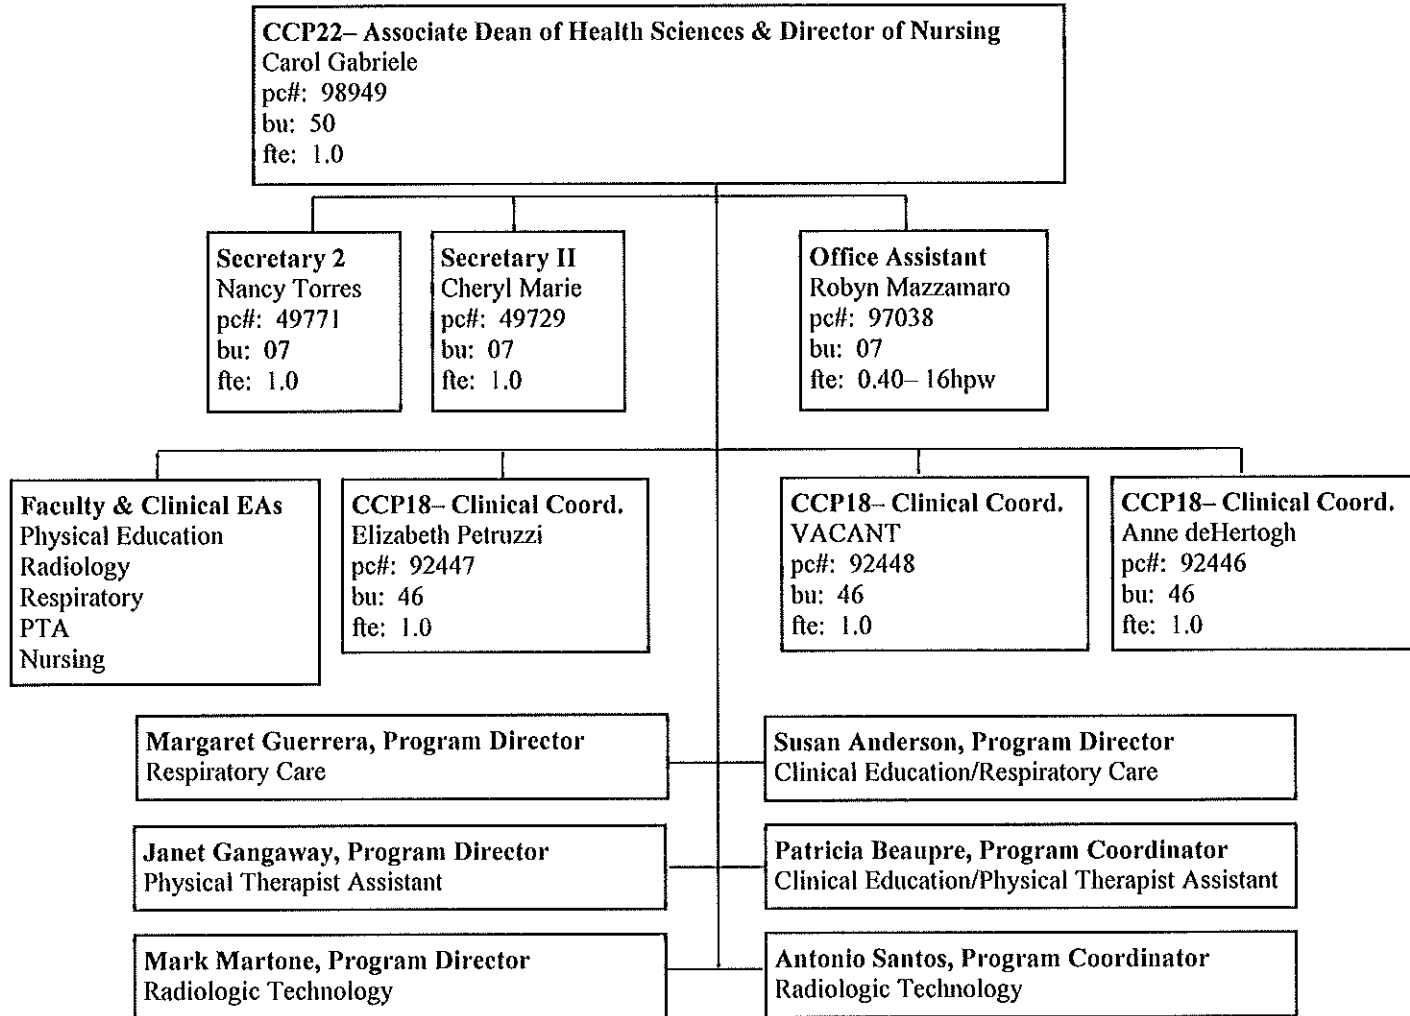 CCP22– Associate Dean of Health Sciences & Director of Nursing
Carol Gabriele
pc#: 98949
bu: 50
fte: 1.0
Secretary 2
Nancy Torres
pc#: 49771
bu: 07
fte: 1.0
Secretary II
Cheryl Marie
pc#: 49729
bu: 07
fte: 1.0
Office Assistant
Robyn Mazzamaro
pc#: 97038
bu: 07
fte: 0.40– 16hpw
Faculty & Clinical EAs
Physical Education
Radiology
Respiratory
PTA
Nursing
CCP18– Clinical Coord.
Elizabeth Petruzzi
pc#: 92447
bu: 46
fte: 1.0
CCP18– Clinical Coord.
VACANT
pc#: 92448
bu: 46
fte: 1.0
CCP18– Clinical Coord.
Anne deHertogh
pc#: 92446
bu: 46
fte: 1.0
Margaret Guerrera, Program Director
Respiratory Care
Susan Anderson, Program Director
Clinical Education/Respiratory Care
Janet Gangaway, Program Director
Physical Therapist Assistant
Patricia Beaupre, Program Coordinator
Clinical Education/Physical Therapist Assistant
Mark Martone, Program Director
Radiologic Technology
Antonio Santos, Program Coordinator
Radiologic Technology